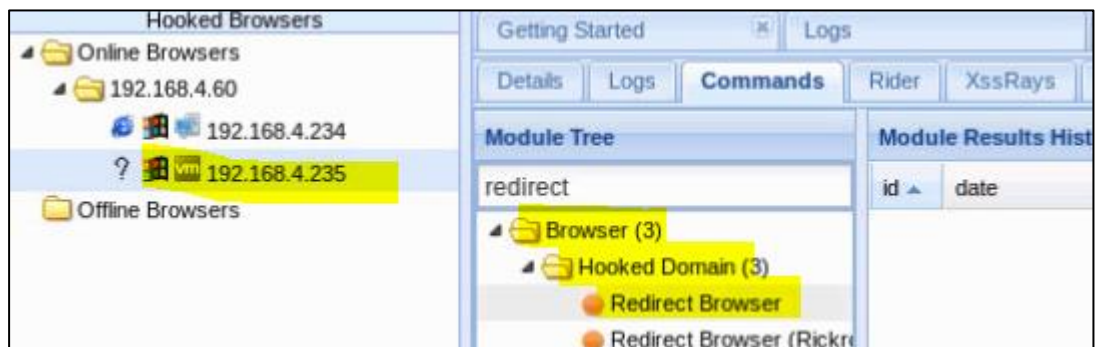 Hooked Browsers
Online Browsers
192.168.4.60
192.168.4.234
? vm 192.168.4.235
Offline Browsers
Getting Started Logs
Details Logs Commands Rider XssRays
Module Tree Module Results Hist
redirect id date
Browser (3)
Hooked Domain (3)
Redirect Browser
Redirect Browser (Rickr